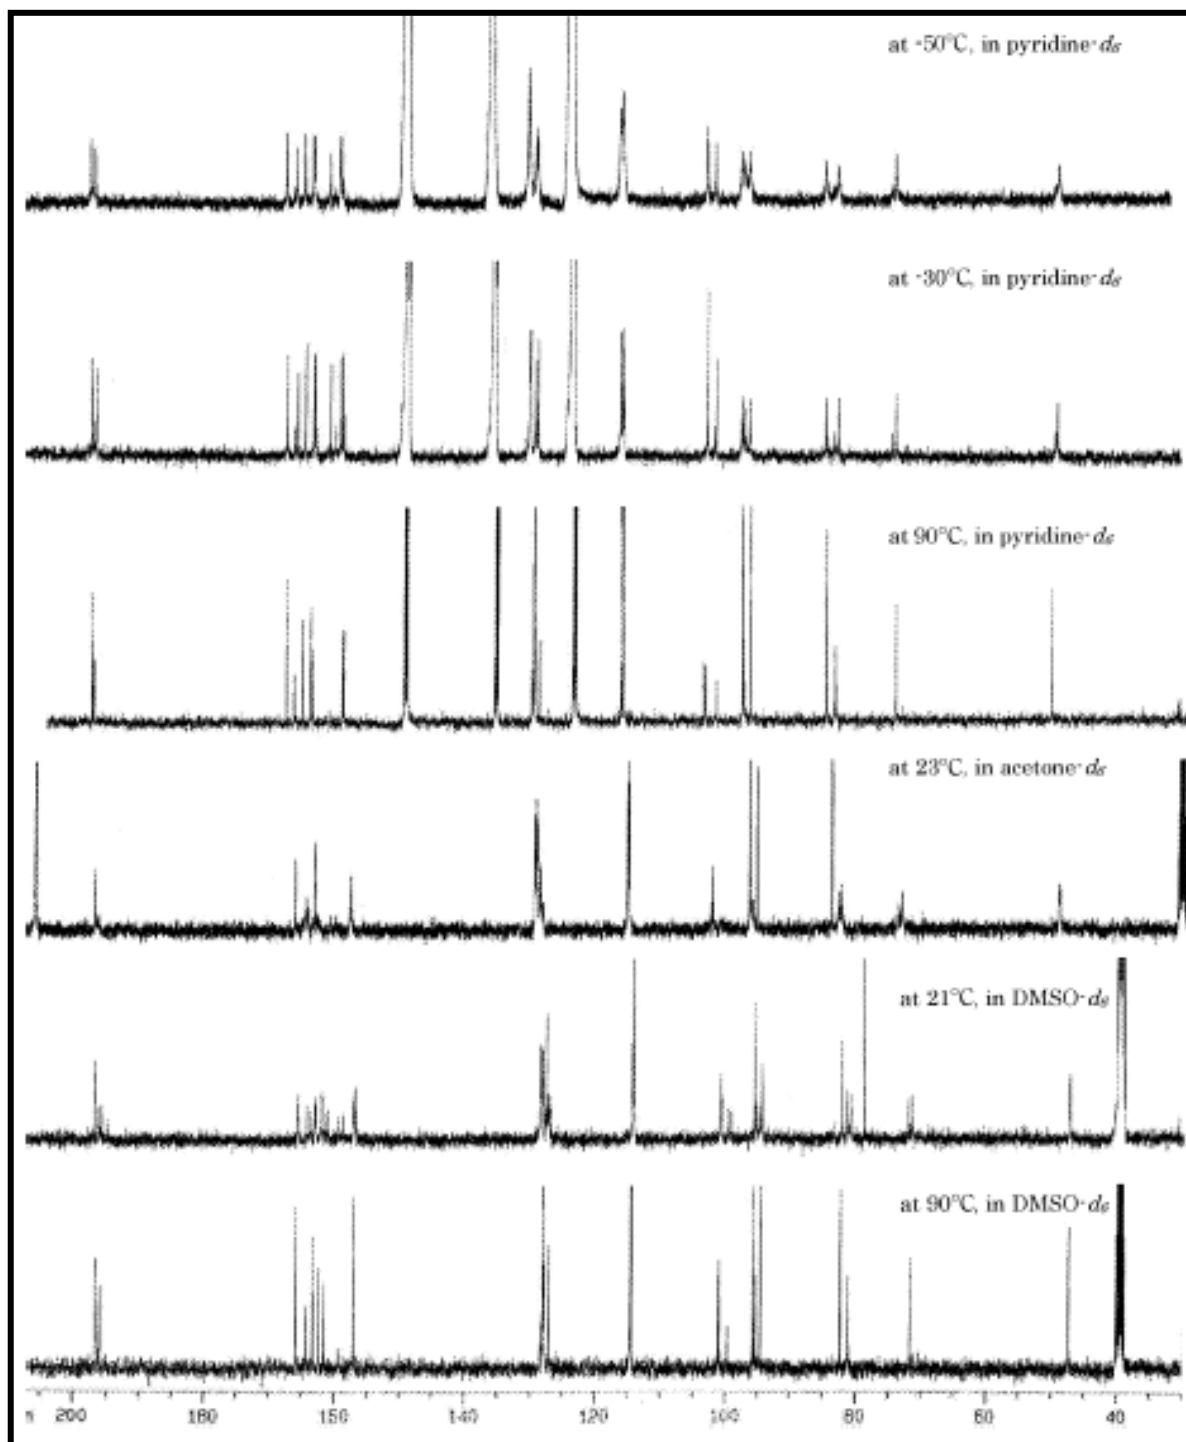 at -50°C, in pyridine-d5
at -30°C, in pyridine-d5
at 90°C, in pyridine-d5
at 23°C, in acetone-d6
at 21°C, in DMSO-d6
at 90°C, in DMSO-d6
200 180 160 140 120 100 80 60 40